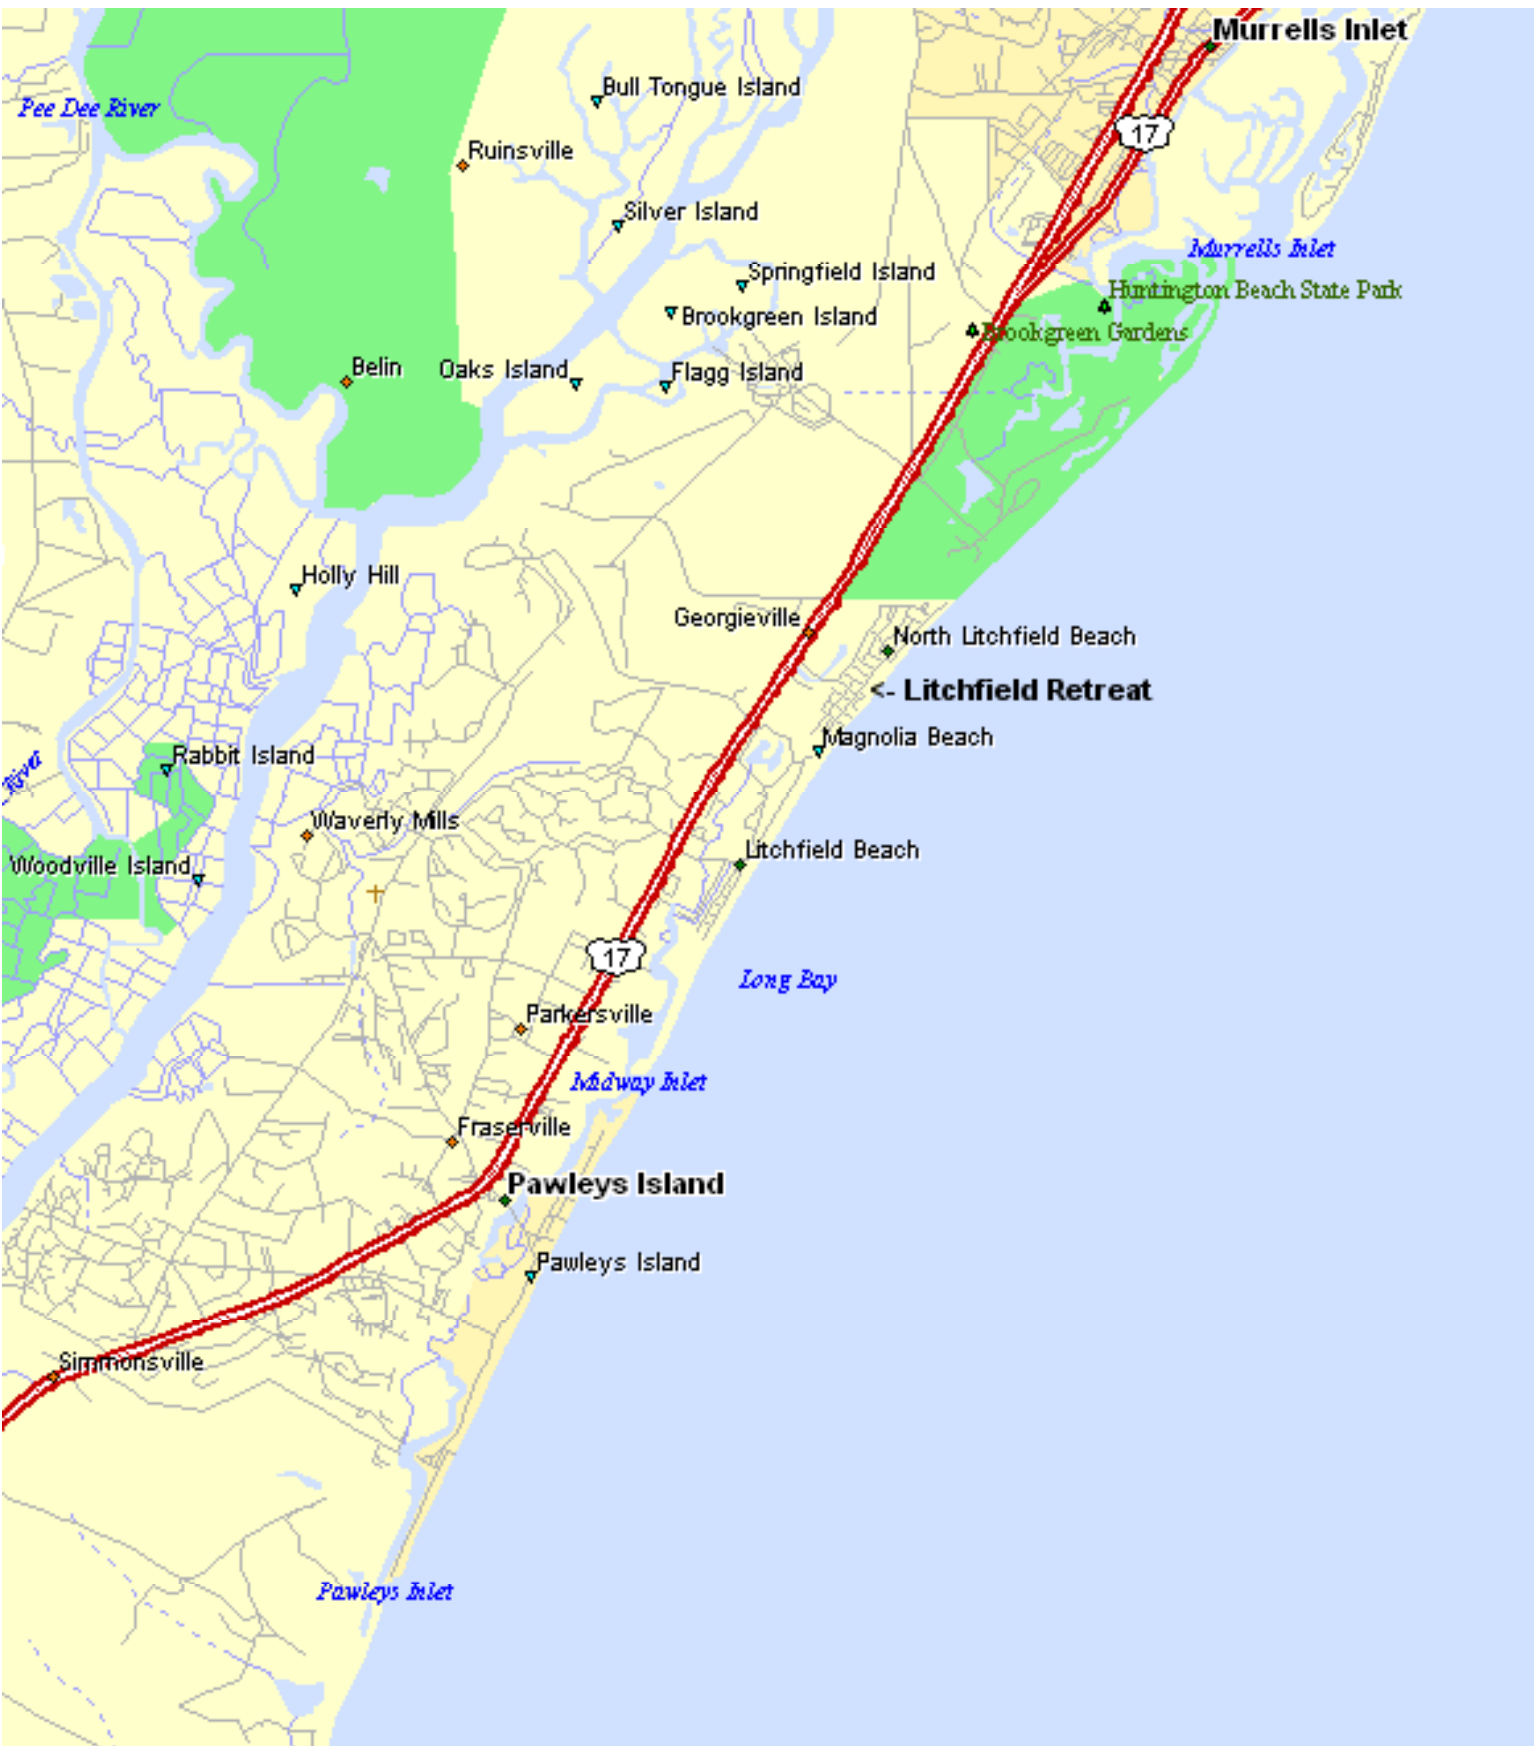 Murrells Inlet
Bull Tongue Island
Pee Dee River
17
Ruinsville
Silver Island
Murrells Inlet
Springfield Island
Huntington Beach State Park
Brookgreen Island
Brookgreen Gardens
Belin
Oaks Island
Flagg Island
Holly Hill
Georgieville
North Litchfield Beach
<- Litchfield Retreat
Magnolia Beach
Rabbit Island
River
Waverly Mills
Litchfield Beach
Woodville Island
17
Long Bay
Parkersville
Midway Inlet
Fraserville
Pawleys Island
Pawleys Island
Simmonsville
Pawleys Inlet